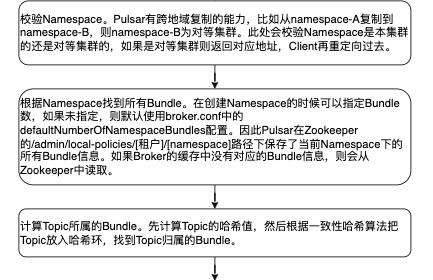 校验Namespace。Pulsar有跨地域复制的能力，比如从namespace-A复制到
namespace-B，则namespace-B为对等集群。此处会校验Namespace是本集群
的还是对等集群的，如果是对等集群则返回对应地址，Client再重定向过去。
根据Namespace找到所有Bundle。在创建Namespace的时候可以指定Bundle
数，如果未指定，则默认使用broker.conf中的
defaultNumberOfNamespaceBundles配置。因此Pulsar在Zookeeper
的/admin/local-policies/[租户]/[namespace]路径下保存了当前Namespace下的
所有Bundle信息。如果Broker的缓存中没有对应的Bundle信息，则会从
Zookeeper中读取。
计算Topic所属的Bundle。先计算Topic的哈希值，然后根据一致性哈希算法把
Topic放入哈希环，找到Topic归属的Bundle。